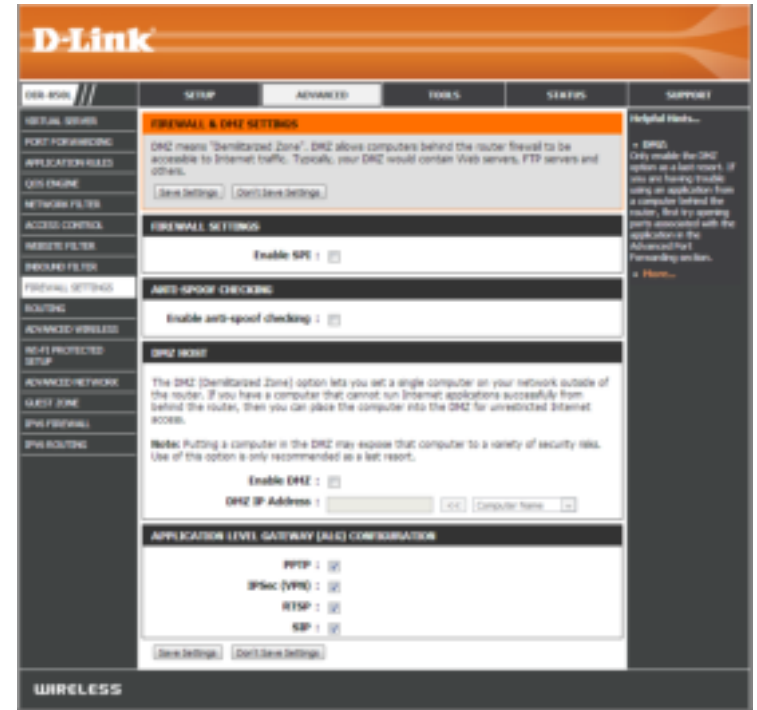 D-Link
DIR-850L
SETUP
ADVANCED
TOOLS
STATUS
SUPPORT
VIRTUAL SERVER
PORT FORWARDING
APPLICATION RULES
QOS ENGINE
NETWORK FILTER
ACCESS CONTROL
WEBSITE FILTER
INBOUND FILTER
FIREWALL SETTINGS
ROUTING
ADVANCED WIRELESS
WI-FI PROTECTED
SETUP
ADVANCED NETWORK
GUEST ZONE
IPV6 FIREWALL
IPV6 ROUTING
FIREWALL & DMZ SETTINGS
DMZ means "Demilitarized Zone". DMZ allows computers behind the router firewall to be
accessible to Internet traffic. Typically, your DMZ would contain Web servers, FTP servers and
others.
Save Settings Don't Save Settings
FIREWALL SETTINGS
Enable SPI :
ANTI-SPOOF CHECKING
Enable anti-spoof checking :
DMZ HOST
The DMZ (Demilitarized Zone) option lets you set a single computer on your network outside of
the router. If you have a computer that cannot run Internet applications successfully from
behind the router, then you can place the computer into the DMZ for unrestricted Internet
access.
Note: Putting a computer in the DMZ may expose that computer to a variety of security risks.
Use of this option is only recommended as a last resort.
Enable DMZ :
DMZ IP Address : << Computer Name
APPLICATION LEVEL GATEWAY (ALG) CONFIGURATION
PPTP :
IPSec (VPN) :
RTSP :
SIP :
Save Settings Don't Save Settings
Helpful Hints...
• DMZ:
Only enable the DMZ
option as a last resort. If
you are having trouble
using an application from
a computer behind the
router, first try opening
ports associated with the
application in the
Advanced Port
Forwarding section.
• More...
WIRELESS